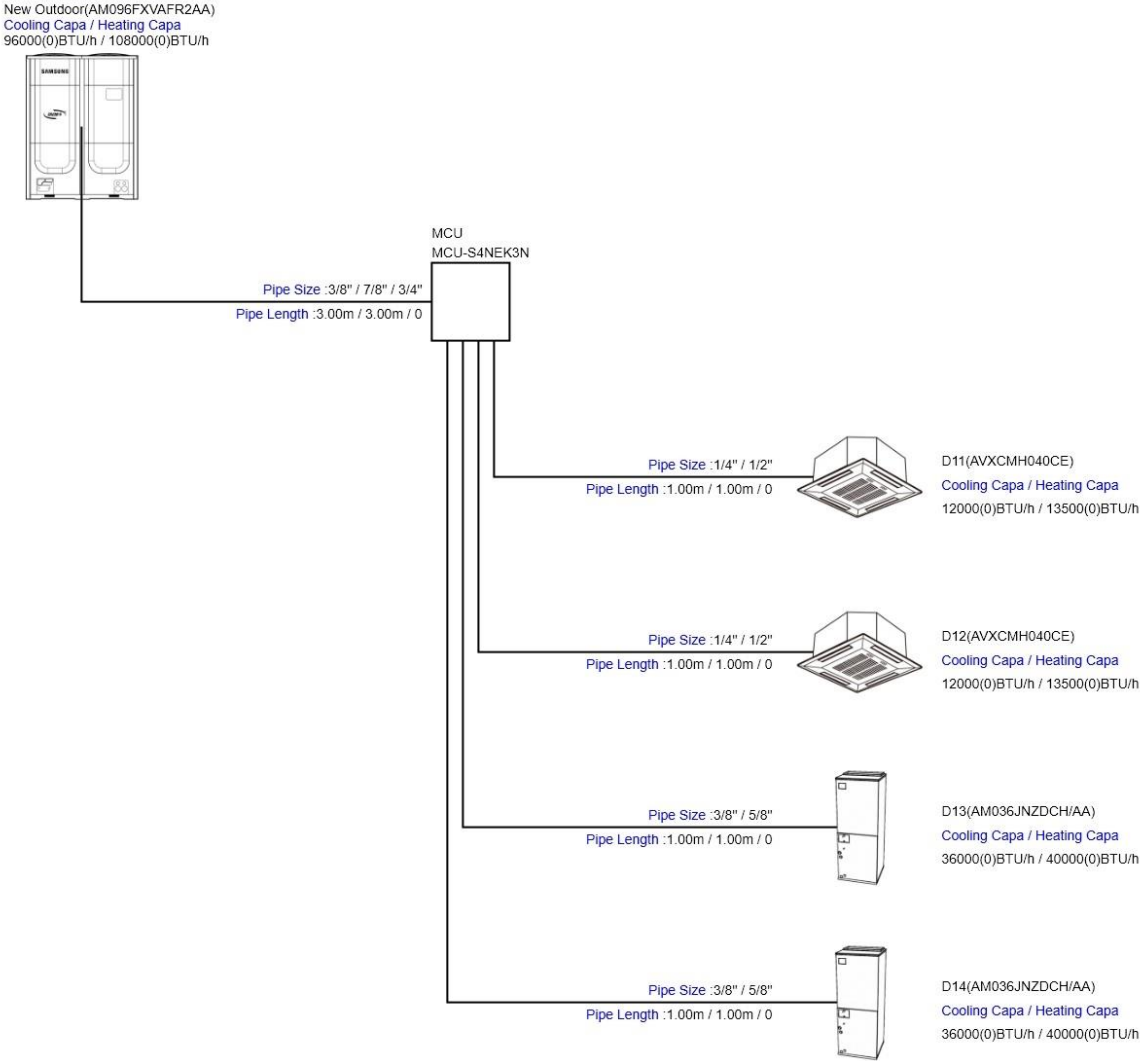 New Outdoor(AM096FXVAFR2AA)
Cooling Capa / Heating Capa
96000(0)BTU/h / 108000(0)BTU/h
SAMSUNG
MCU
MCU-S4NEK3N
Pipe Size :3/8" / 7/8" / 3/4"
Pipe Length :3.00m / 3.00m / 0
Pipe Size :1/4" / 1/2"
Pipe Length :1.00m / 1.00m / 0
D11(AVXCMH040CE)
Cooling Capa / Heating Capa
12000(0)BTU/h / 13500(0)BTU/h
Pipe Size :1/4" / 1/2"
Pipe Length :1.00m / 1.00m / 0
D12(AVXCMH040CE)
Cooling Capa / Heating Capa
12000(0)BTU/h / 13500(0)BTU/h
Pipe Size :3/8" / 5/8"
Pipe Length :1.00m / 1.00m / 0
D13(AM036JNZDCH/AA)
Cooling Capa / Heating Capa
36000(0)BTU/h / 40000(0)BTU/h
Pipe Size :3/8" / 5/8"
Pipe Length :1.00m / 1.00m / 0
D14(AM036JNZDCH/AA)
Cooling Capa / Heating Capa
36000(0)BTU/h / 40000(0)BTU/h